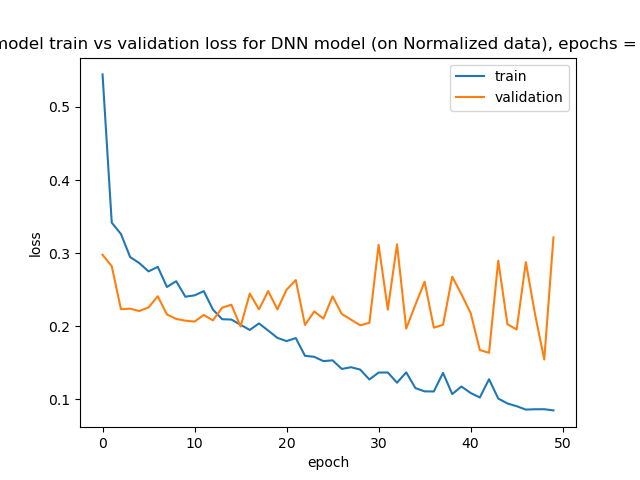 model train vs validation loss for DNN model (on Normalized data), epochs =
train
validation
loss
0.5
0.4
0.3
0.2
0.1
0 10 20 30 40 50
epoch